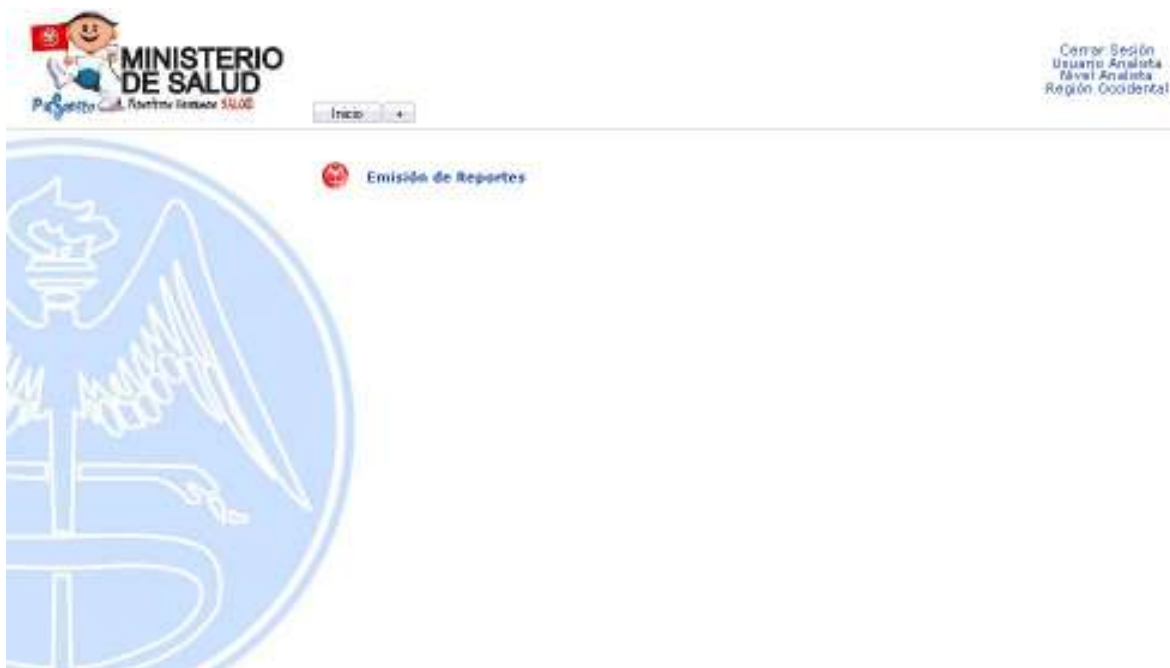 MINISTERIO
DE SALUD
Inicio +
Cerrar Sesión
Usuario Analista
Nivel Analista
Región Occidental
Emisión de Reportes